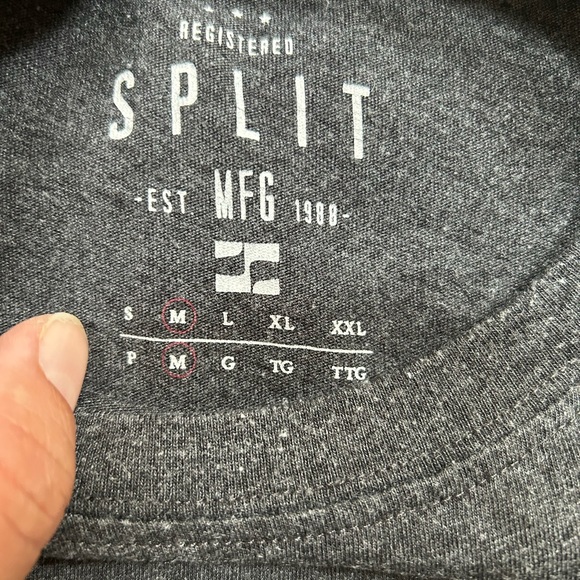 REGISTERED
SPLIT
-EST MFG 1988-
S M L XL XXL
P M G TG TTG